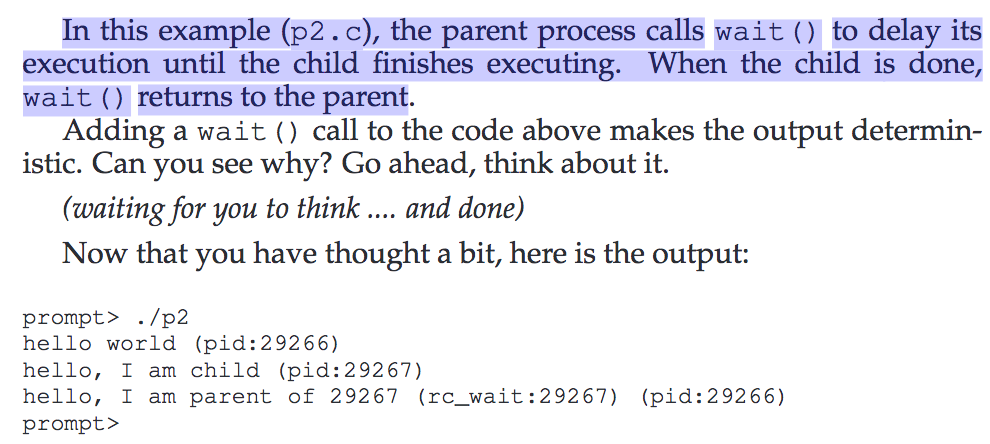 In this example (p2.c), the parent process calls wait() to delay its
execution until the child finishes executing. When the child is done,
wait() returns to the parent.
Adding a wait() call to the code above makes the output determin-
istic. Can you see why? Go ahead, think about it.
(waiting for you to think .... and done)
Now that you have thought a bit, here is the output:
prompt> ./p2
hello world (pid:29266)
hello, I am child (pid:29267)
hello, I am parent of 29267 (rc_wait:29267) (pid:29266)
prompt>